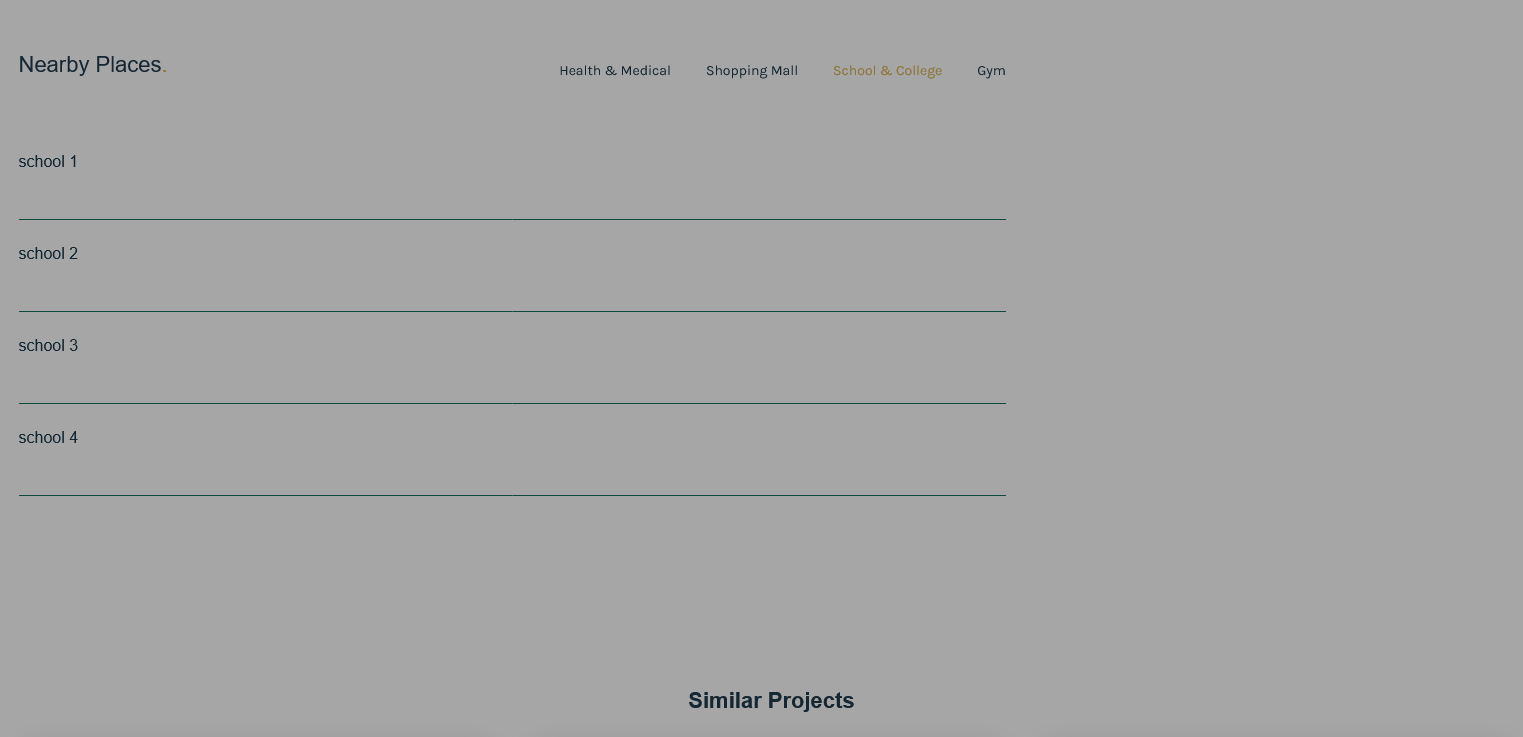 Nearby Places.
Health & Medical Shopping Mall School & College Gym
school 1
school 2
school 3
school 4
Similar Projects